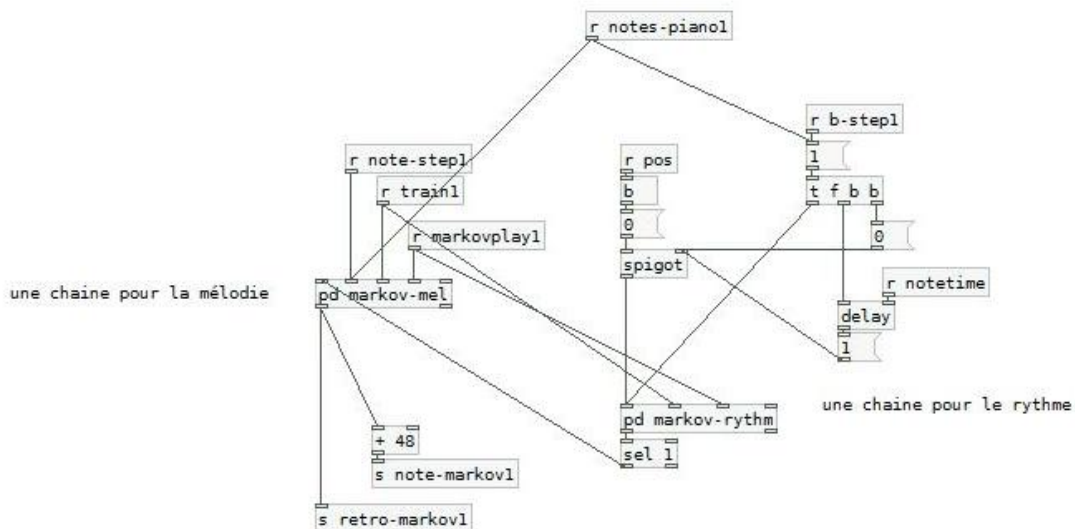 r notes-piano1
r b-step1
1
r note-step1
r pos
r train1
b
t f b b
0
r markovplay1
0
spigot
r notetime
une chaine pour la mélodie
pd markov-mel
delay
1
une chaine pour le rythme
pd markov-rythm
+ 48
sel 1
s note-markov1
s retro-markov1